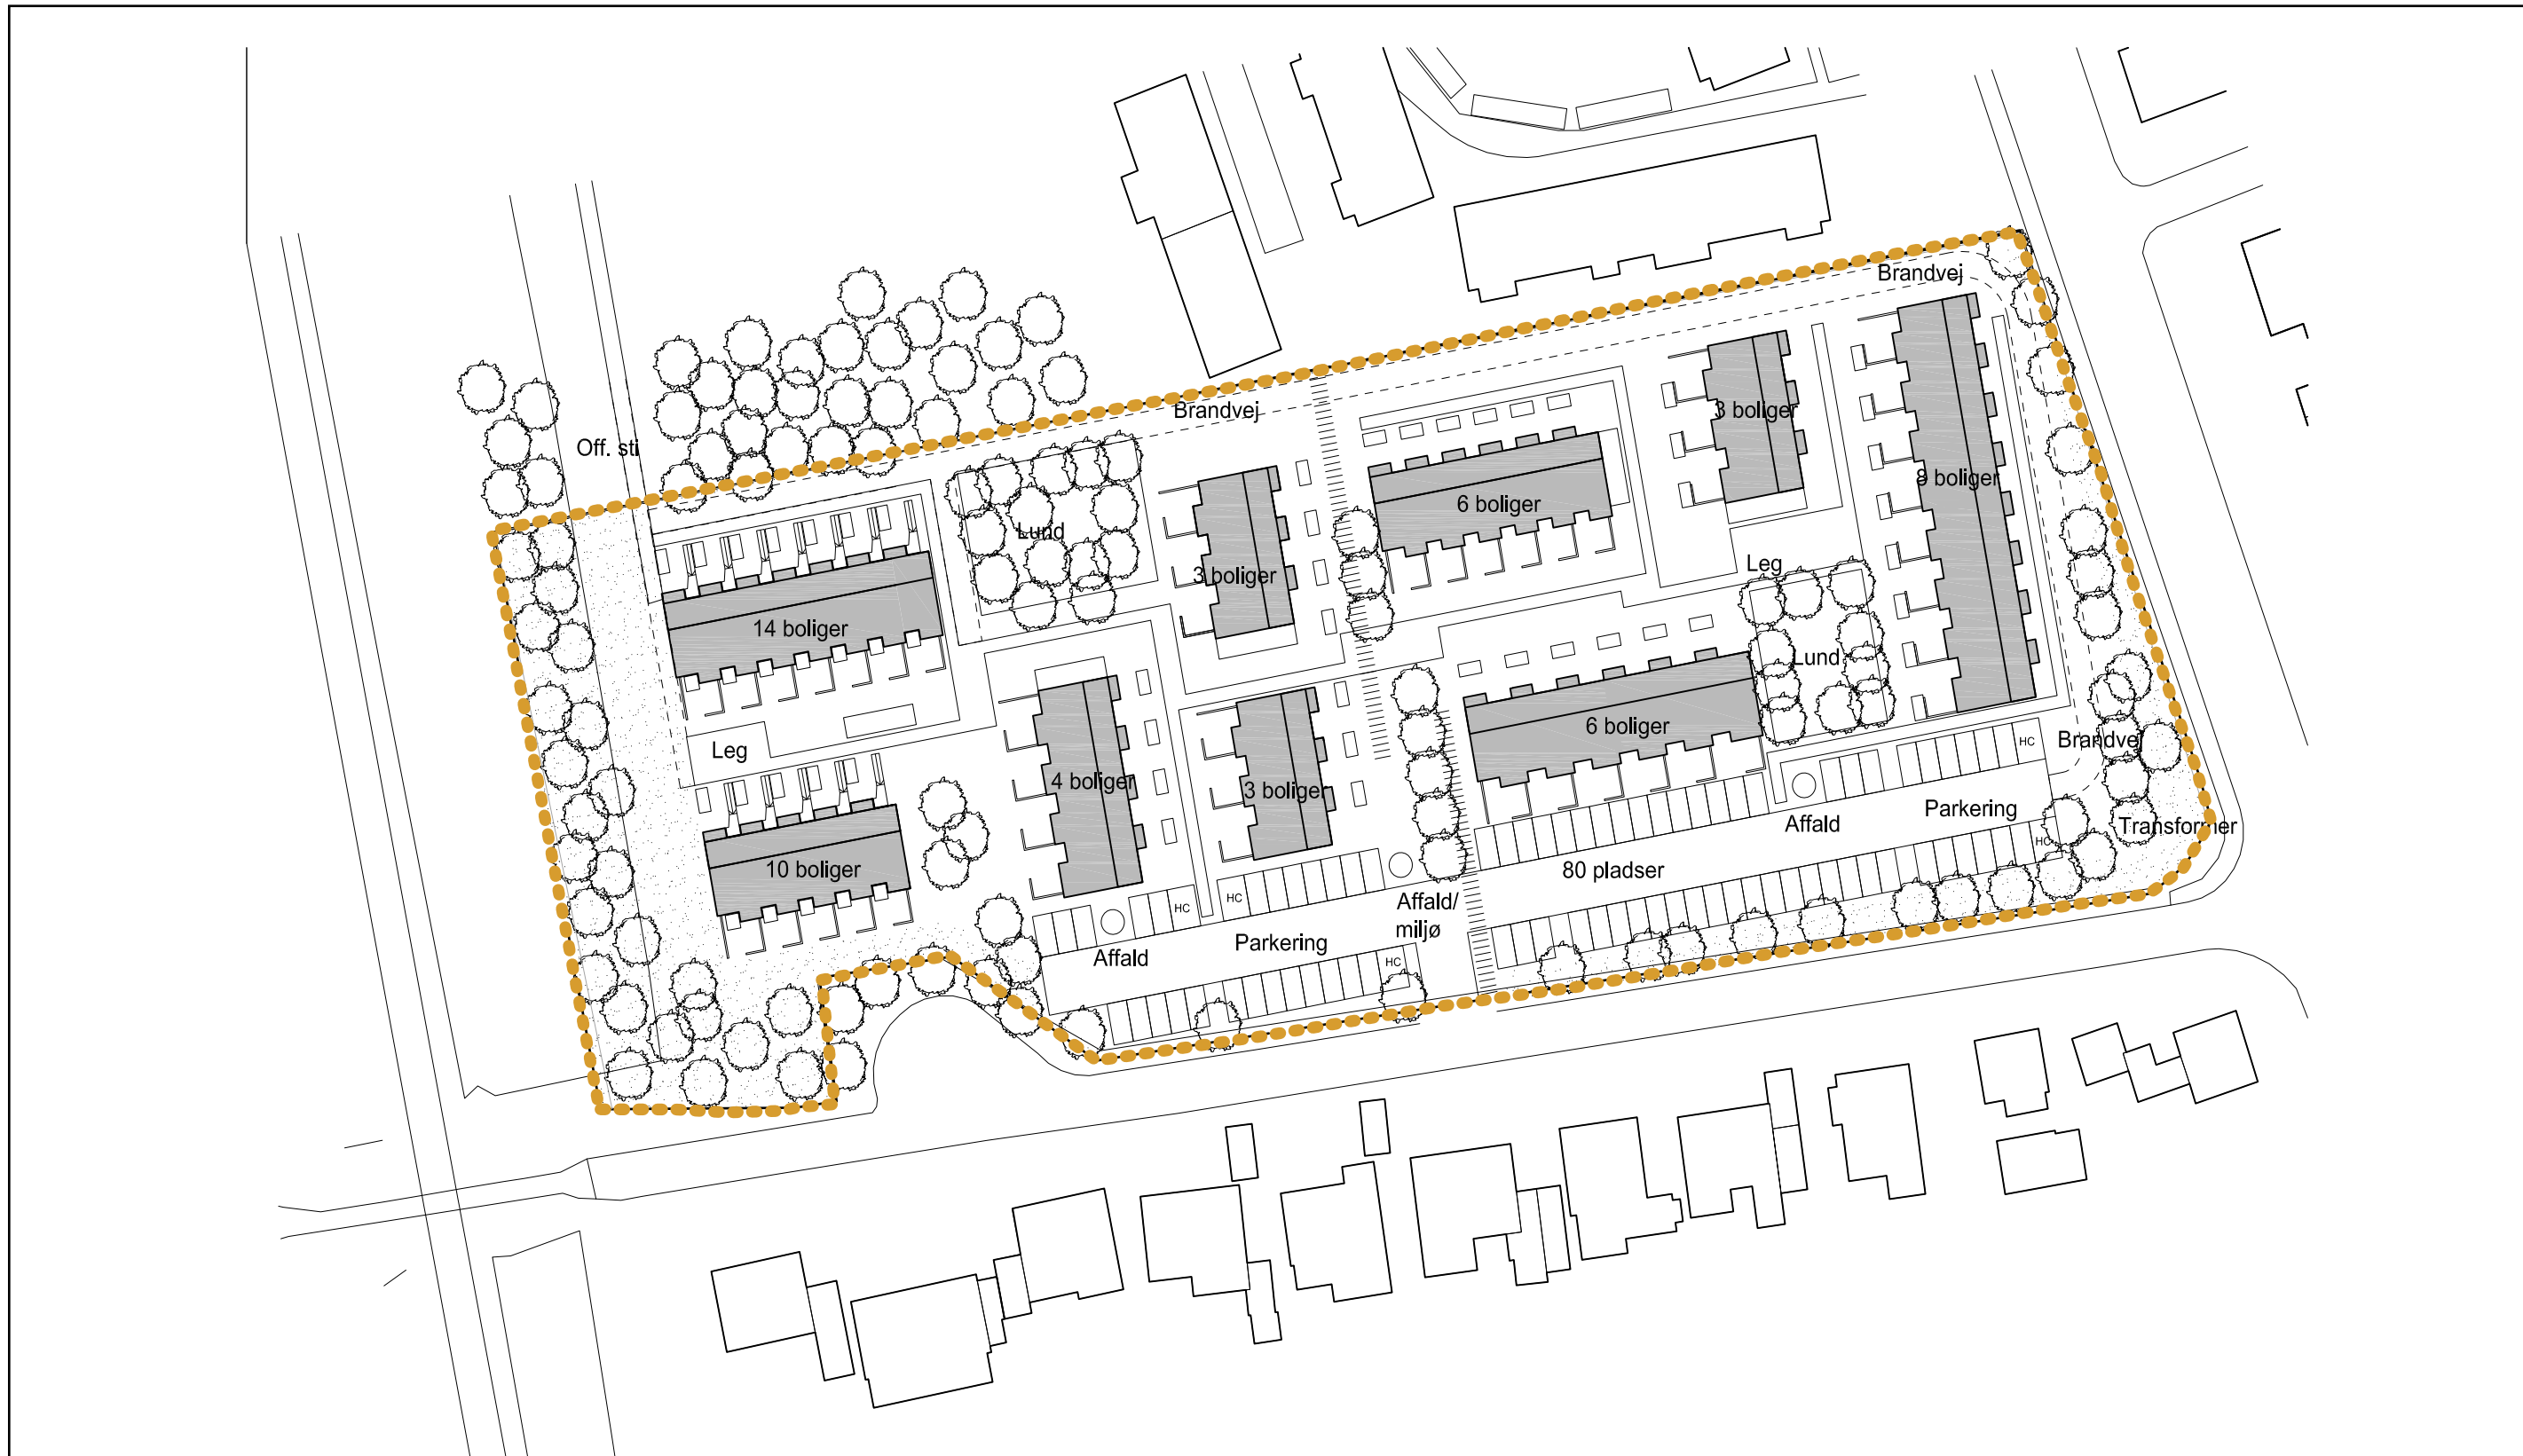 Brandvej
Brandvej
3 boliger
Off. sti
8 boliger
6 boliger
Lund
Leg
3 boliger
14 boliger
Lund
6 boliger
HC
Brandvej
Leg
4 boliger
3 boliger
Parkering
Affald
Transformer
HC
10 boliger
80 pladser
HC
HC
Affald/
miljø
Parkering
Affald
HC